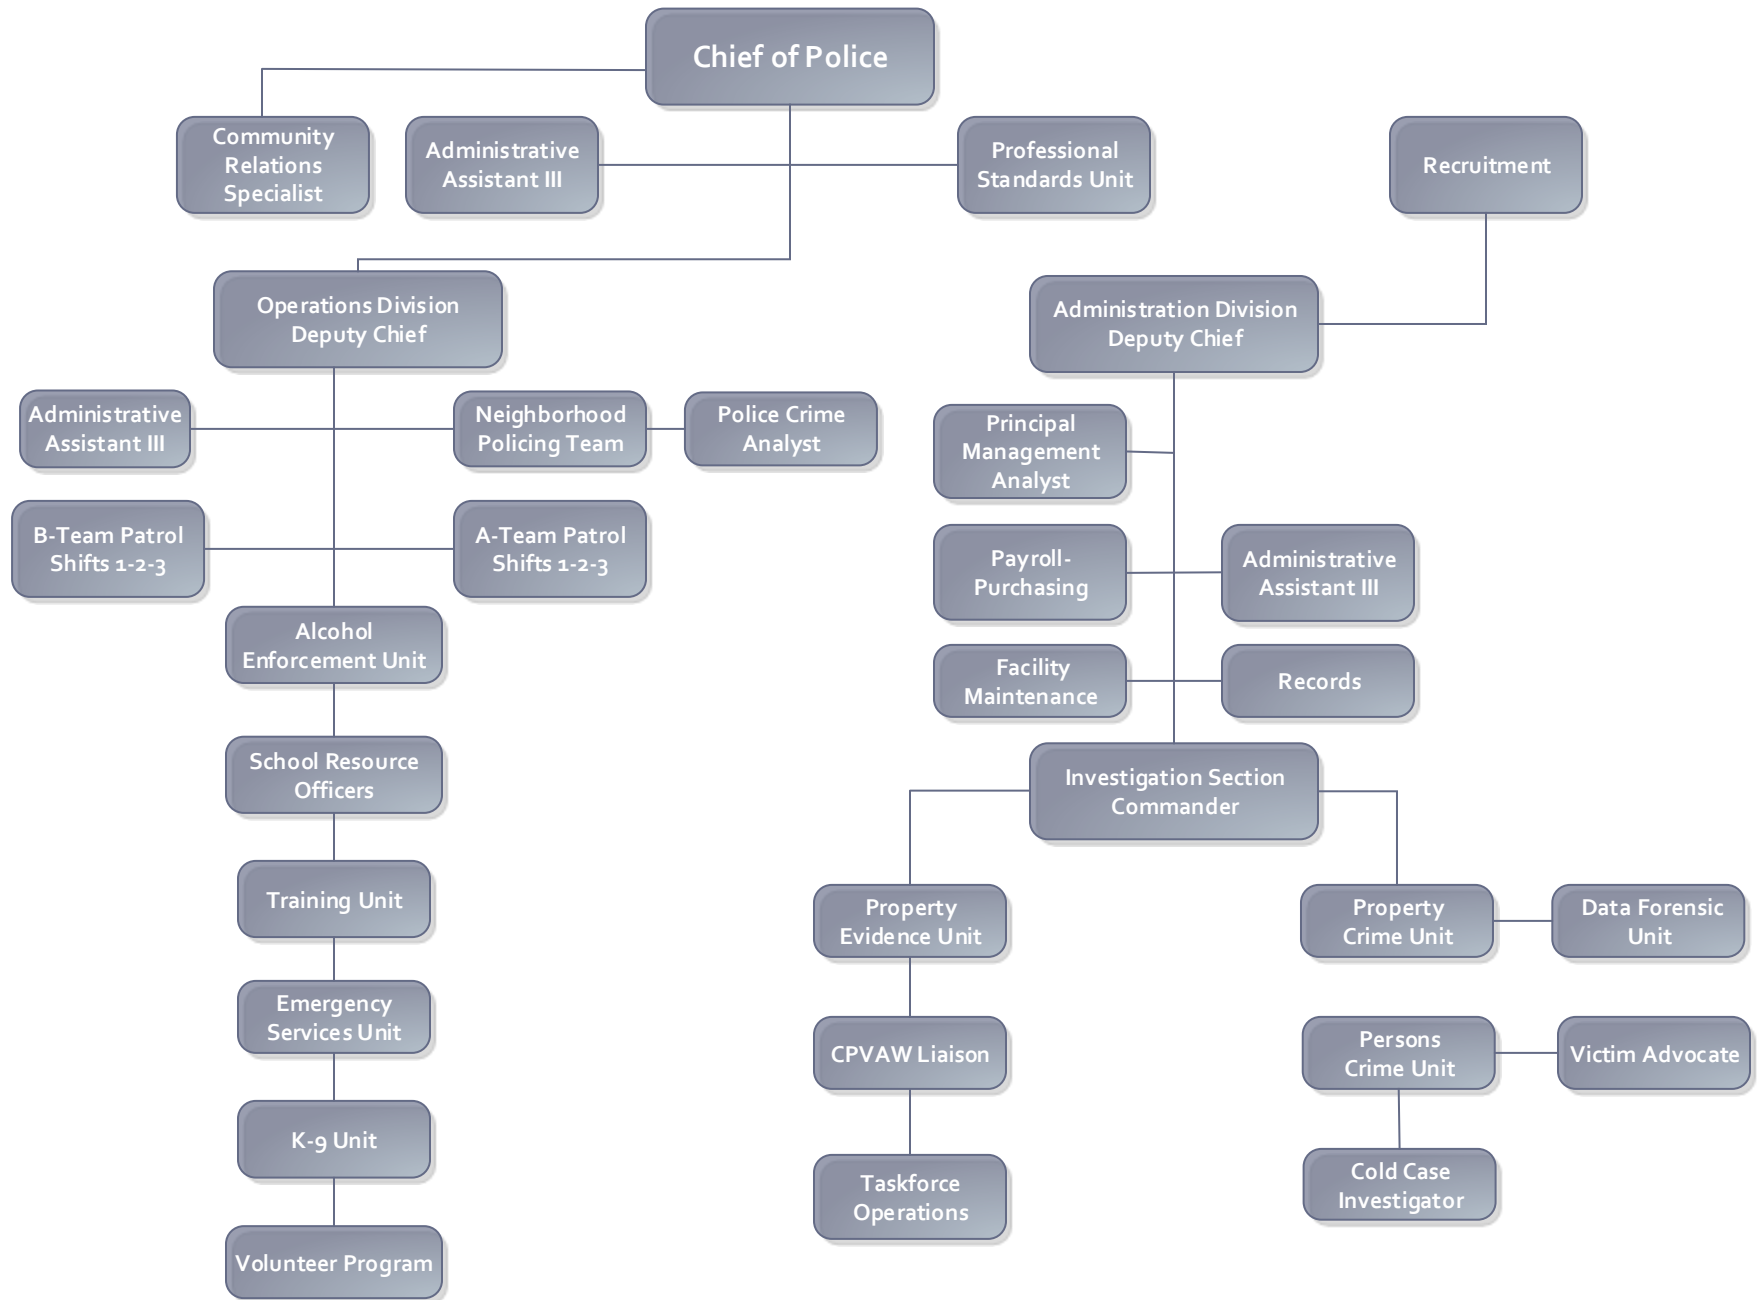 Chief of Police
Community
Relations
Specialist
Administrative
Assistant III
Professional
Standards Unit
Recruitment
Operations Division
Deputy Chief
Administration Division
Deputy Chief
Administrative
Assistant III
Neighborhood
Policing Team
Police Crime
Analyst
Principal
Management
Analyst
B-Team Patrol
Shifts 1-2-3
A-Team Patrol
Shifts 1-2-3
Payroll-
Purchasing
Administrative
Assistant III
Alcohol
Enforcement Unit
Facility
Maintenance
Records
School Resource
Officers
Investigation Section
Commander
Training Unit
Property
Evidence Unit
Property
Crime Unit
Data Forensic
Unit
Emergency
Services Unit
CPVAW Liaison
Persons
Crime Unit
Victim Advocate
K-9 Unit
Taskforce
Operations
Cold Case
Investigator
Volunteer Program